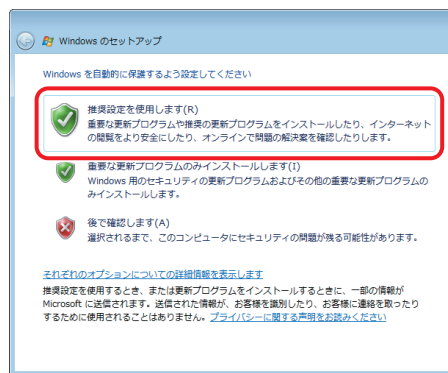 Windows のセットアップ
Windows を自動的に保護するよう設定してください
推奨設定を使用します(R)
重要な更新プログラムや推奨の更新プログラムをインストールしたり、インターネット
の閲覧をより安全にしたり、オンラインで問題の解決案を確認したりします。
重要な更新プログラムのみインストールします(I)
Windows 用のセキュリティの更新プログラムおよびその他の重要な更新プログラムの
みインストールします。
後で確認します(A)
選択されるまで、このコンピュータにセキュリティの問題が残る可能性があります。
それぞれのオプションについての詳細情報を表示します
推奨設定を使用するとき、または更新プログラムをインストールするときに、一部の情報が
Microsoft に送信されます。送信された情報が、お客様を識別したり、お客様に連絡を取ったり
するために使用されることはありません。プライバシーに関する声明をお読みください